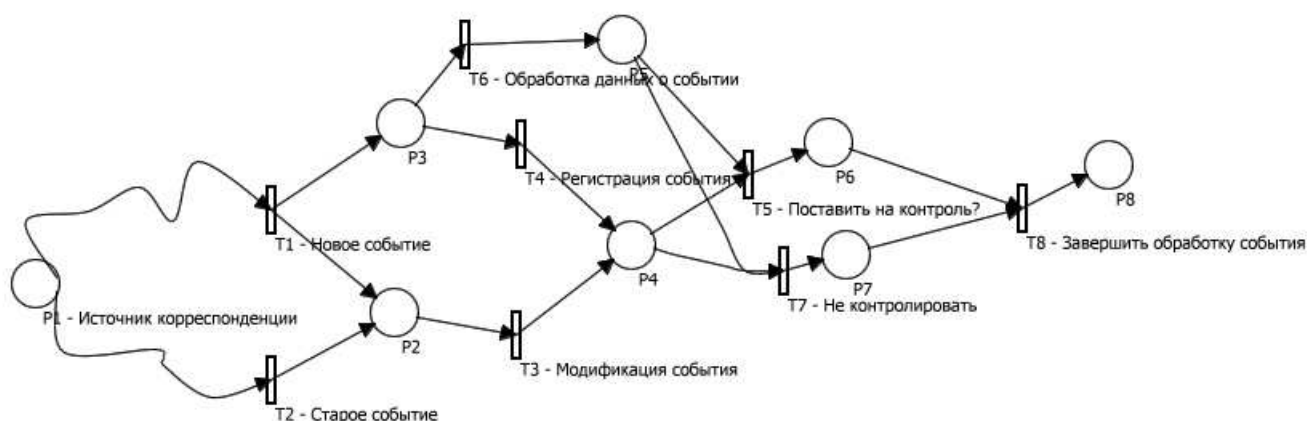 P5
T6 - Обработка данных о событии
P3
P6
P8
T4 - Регистрация события
T5 - Поставить на контроль?
T1 - Новое событие
T8 - Завершить обработку события
P4
P7
T7 - Не контролировать
P1 - Источник корреспонденции
P2
T3 - Модификация события
T2 - Старое событие